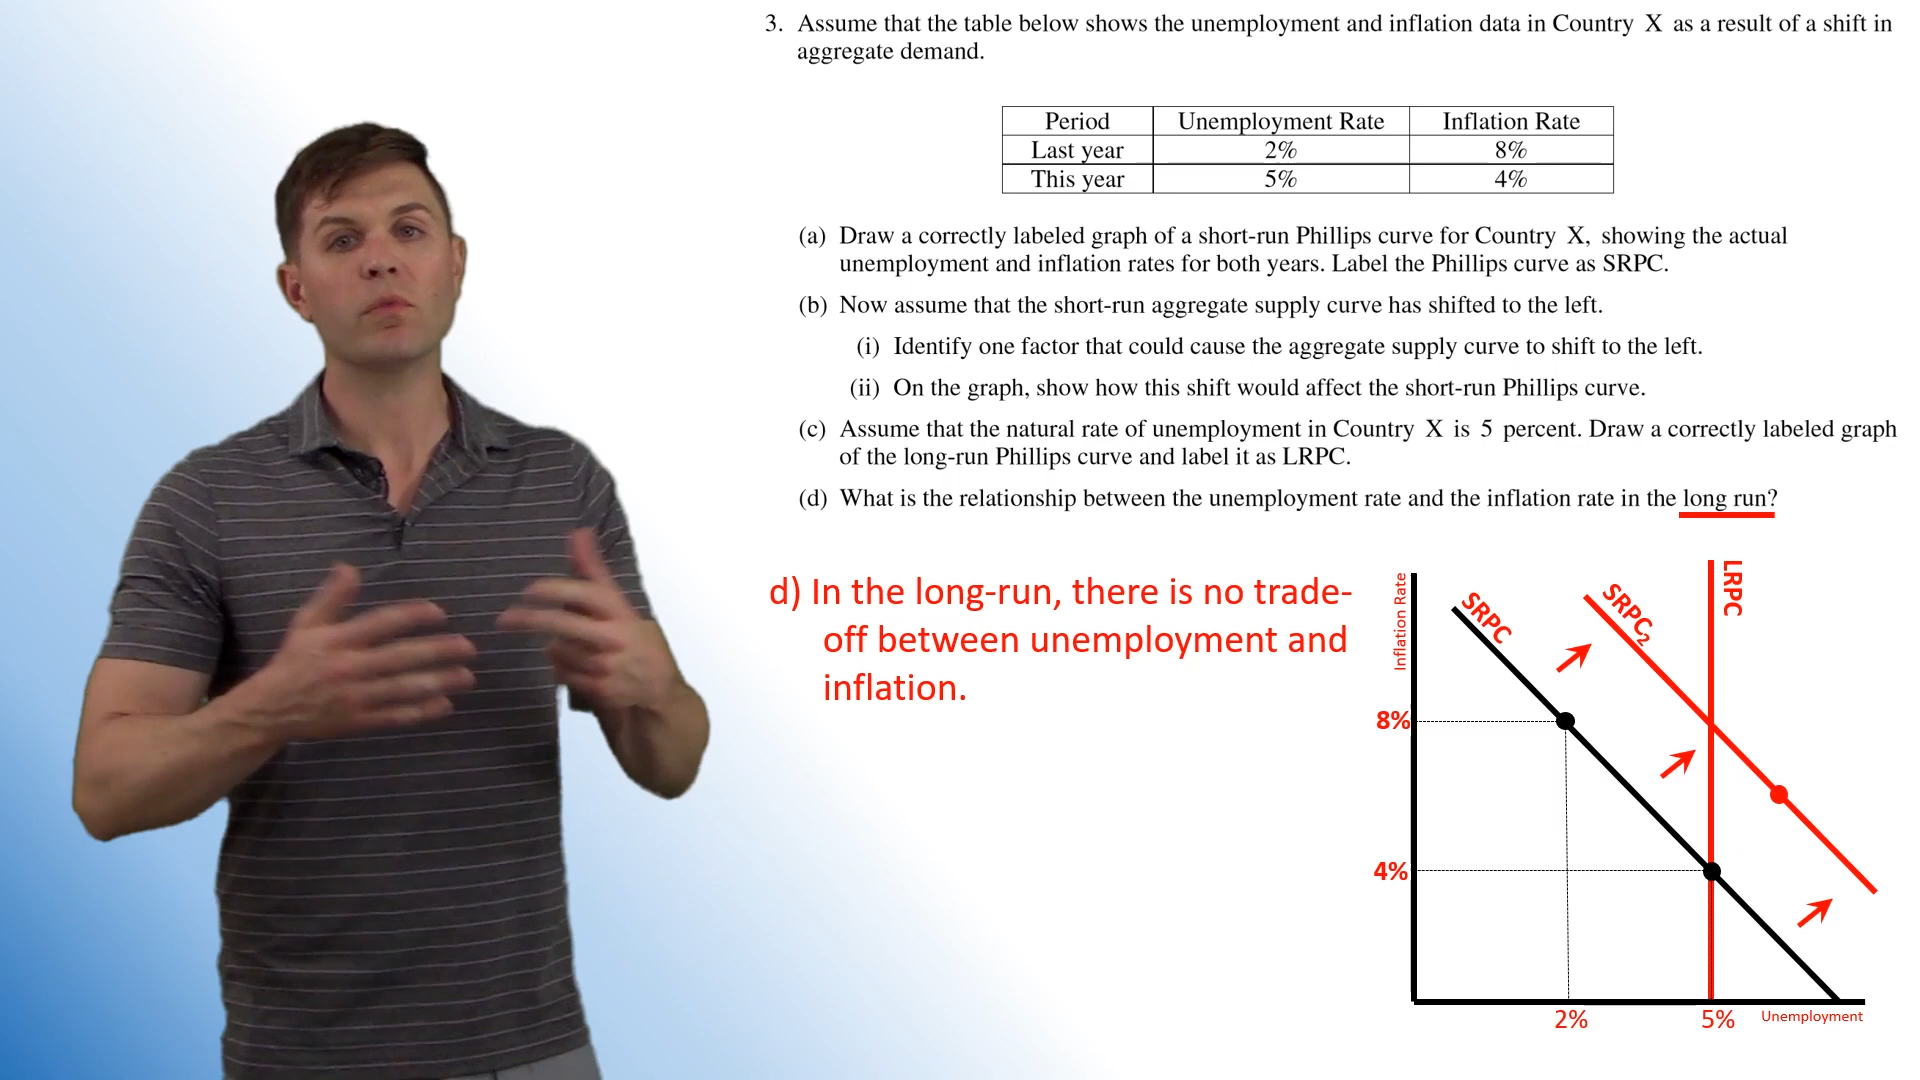 3. Assume that the table below shows the unemployment and inflation data in Country X as a result of a shift in
aggregate demand.
Period Unemployment Rate Inflation Rate
Last year 2% 8%
This year 5% 4%
(a) Draw a correctly labeled graph of a short-run Phillips curve for Country X, showing the actual
unemployment and inflation rates for both years. Label the Phillips curve as SRPC.
(b) Now assume that the short-run aggregate supply curve has shifted to the left.
(i) Identify one factor that could cause the aggregate supply curve to shift to the left.
(ii) On the graph, show how this shift would affect the short-run Phillips curve.
(c) Assume that the natural rate of unemployment in Country X is 5 percent. Draw a correctly labeled graph
of the long-run Phillips curve and label it as LRPC.
(d) What is the relationship between the unemployment rate and the inflation rate in the long run?
d) In the long-run, there is no trade-
off between unemployment and
inflation.
Inflation Rate
SRPC
SRPC₂
LRPC
8%
4%
2%
5%
Unemployment